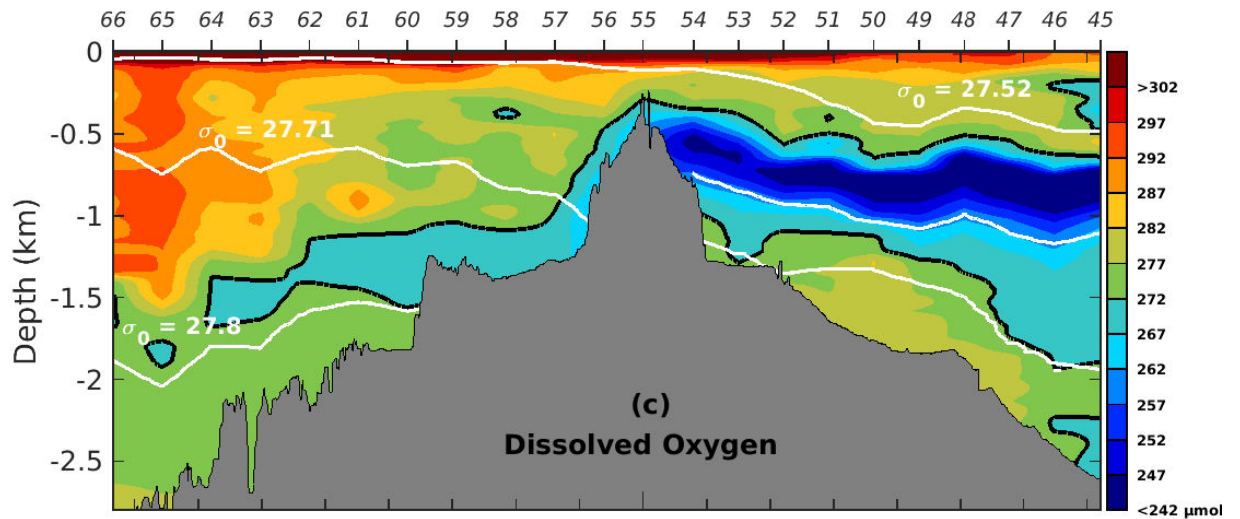 66 65 64 63 62 61 60 59 58 57 56 55 54 53 52 51 50 49 48 47 46 45
0
-0.5
-1
-1.5
-2
-2.5
Depth (km)
σ0 = 27.52
σ0 = 27.71
σ0 = 27.8
(c)
Dissolved Oxygen
>302
297
292
287
282
277
272
267
262
257
252
247
<242 μmol